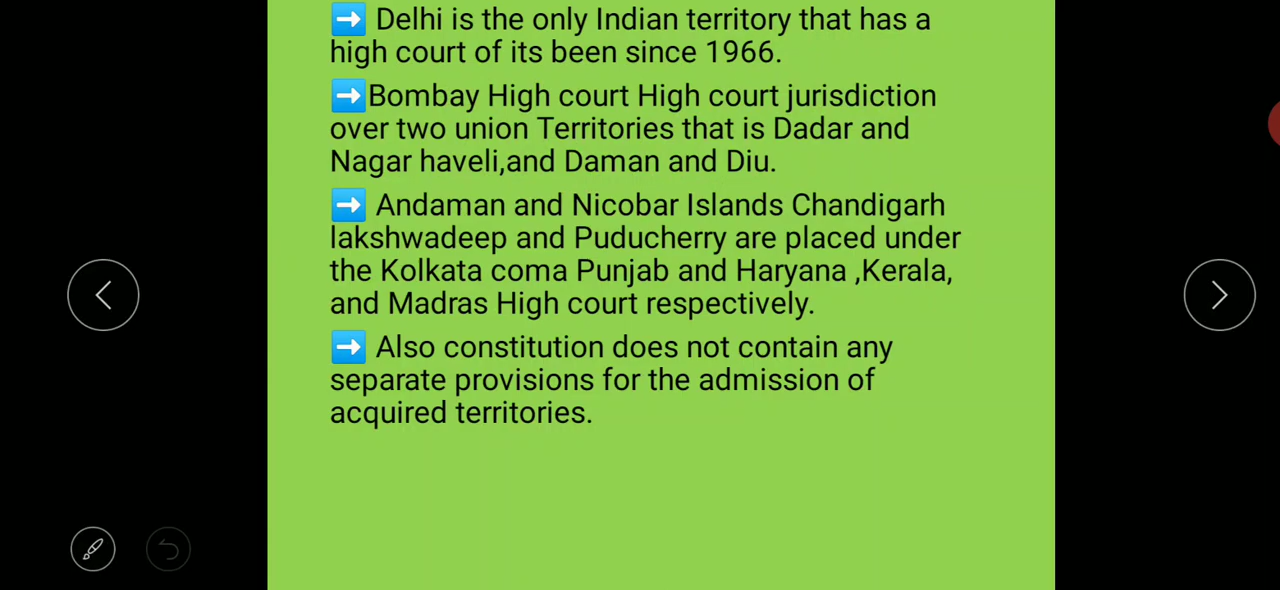 ➡ Delhi is the only Indian territory that has a
high court of its been since 1966.
➡Bombay High court High court jurisdiction
over two union Territories that is Dadar and
Nagar haveli,and Daman and Diu.
➡ Andaman and Nicobar Islands Chandigarh
lakshwadeep and Puducherry are placed under
the Kolkata coma Punjab and Haryana ,Kerala,
and Madras High court respectively.
➡ Also constitution does not contain any
separate provisions for the admission of
acquired territories.